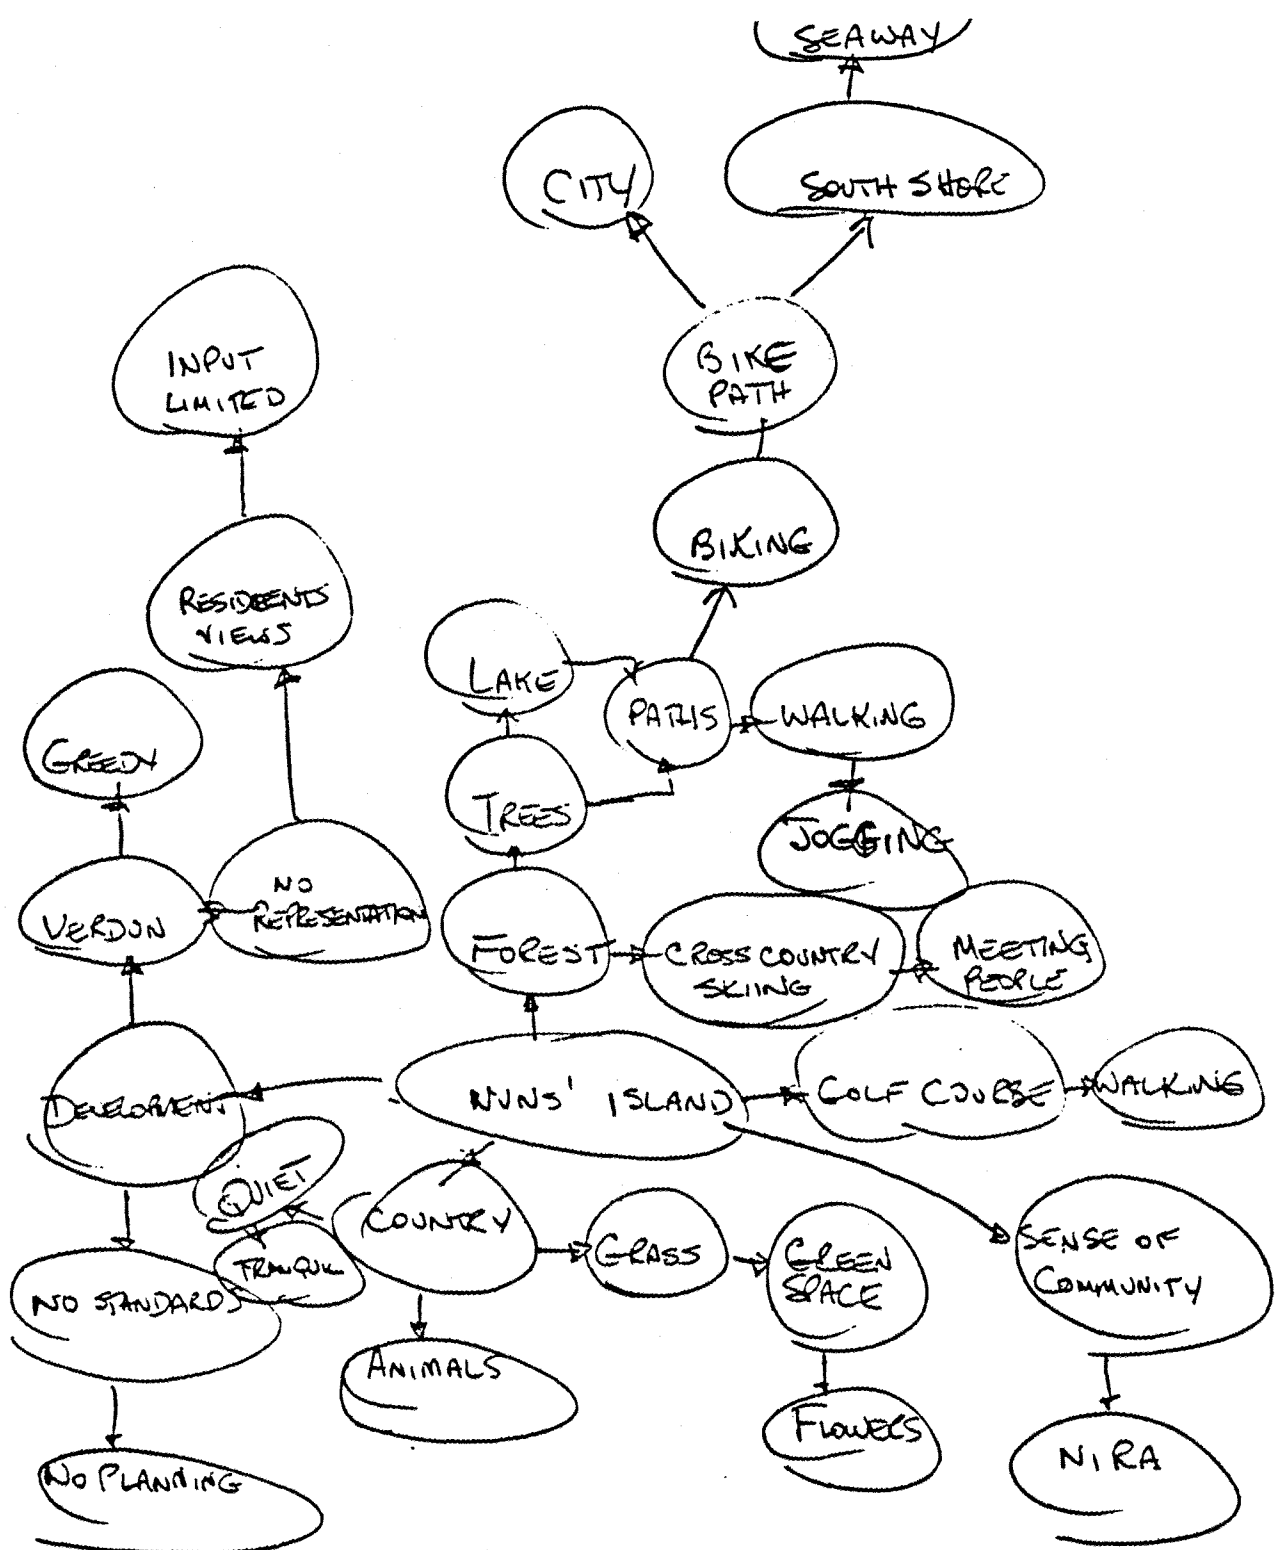 SEAWAY
CITY
SOUTH SHORE
INPUT
LIMITED
BIKE
PATH
BIKING
RESIDENTS
VIEWS
LAKE
PATHS
WALKING
GREEDY
TREES
JOGGING
VERDUN
NO
REPRESENTATION
FOREST
CROSS COUNTRY
SKIING
MEETING
PEOPLE
DEVELOPMENT
NUNS' ISLAND
GOLF COURSE
WALKING
QUIET
COUNTRY
GRASS
GREEN
SPACE
SENSE OF
COMMUNITY
TRANQUIL
NO STANDARDS
ANIMALS
FLOWERS
NIRA
NO PLANNING